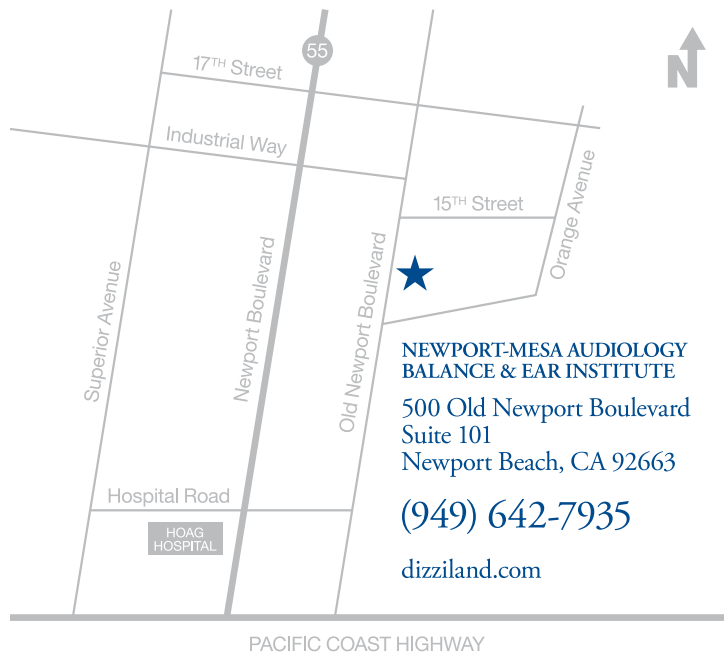 55
17TH Street
N
Industrial Way
15TH Street
Orange Avenue
Superior Avenue
Newport Boulevard
Old Newport Boulevard
NEWPORT-MESA AUDIOLOGY
BALANCE & EAR INSTITUTE
500 Old Newport Boulevard
Suite 101
Newport Beach, CA 92663
Hospital Road
(949) 642-7935
HOAG
HOSPITAL
dizziland.com
PACIFIC COAST HIGHWAY